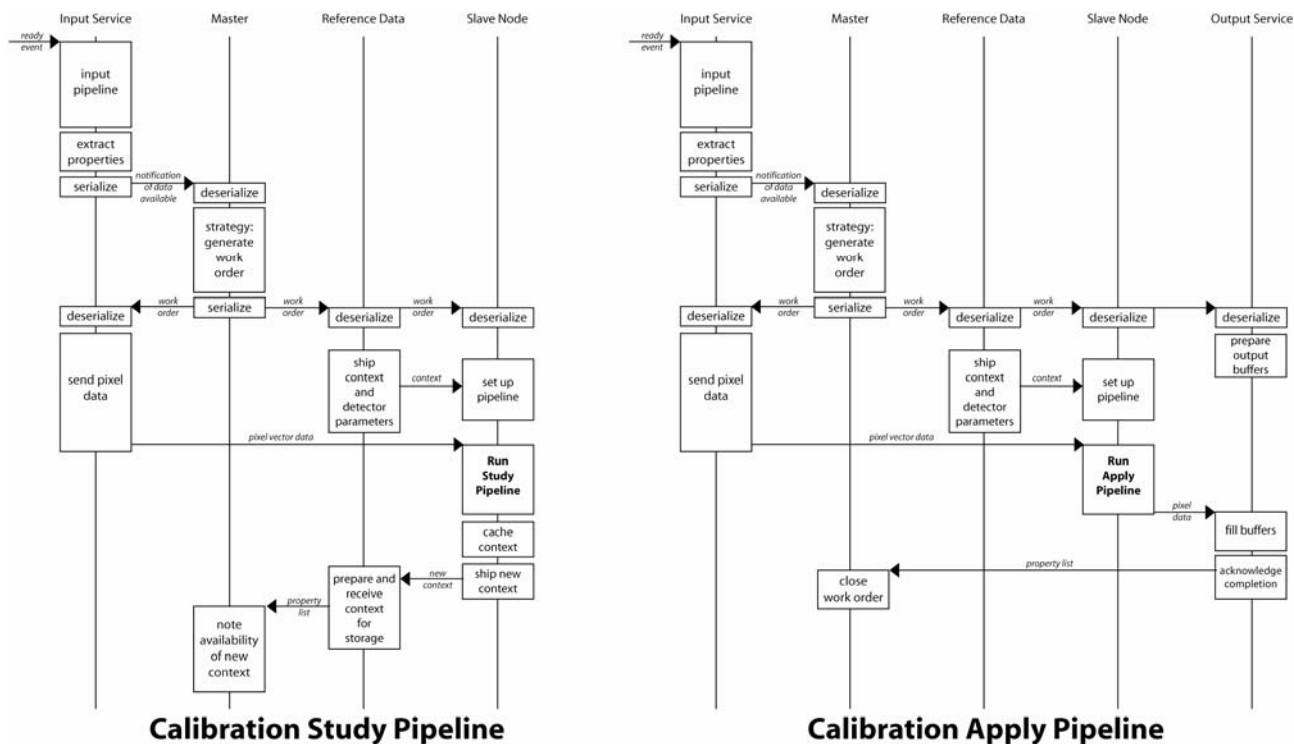 Input Service
Master
Reference Data
Slave Node
ready
event
input
pipeline
extract
properties
serialize
notification
of data
available
deserialize
strategy:
generate
work
order
work
order
serialize
work
order
work
order
deserialize
deserialize
deserialize
send pixel
data
ship
context
and
detector
parameters
context
set up
pipeline
pixel vector data
Run
Study
Pipeline
cache
context
ship new
context
new
context
prepare and
receive
context
for
storage
property
list
note
availability
of new
context
Calibration Study Pipeline
Input Service
Master
Reference Data
Slave Node
Output Service
ready
event
input
pipeline
extract
properties
serialize
notification
of data
available
deserialize
strategy:
generate
work
order
work
order
serialize
work
order
work
order
deserialize
deserialize
deserialize
deserialize
prepare
output
buffers
send pixel
data
ship
context
and
detector
parameters
context
set up
pipeline
pixel vector data
Run
Apply
Pipeline
pixel
data
fill buffers
acknowledge
completion
property list
close
work order
Calibration Apply Pipeline